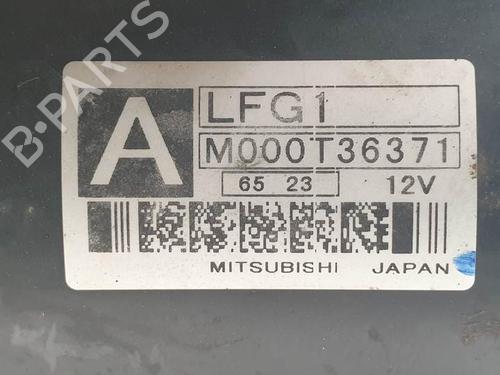 B-PARTS
A
LFG1
M000T36371
65 23 12V
MITSUBISHI JAPAN